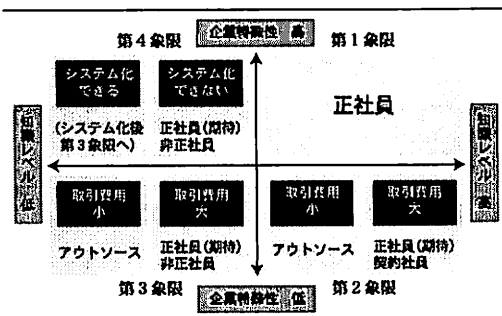 第4象限
企業特殊性 高
第1象限
システム化
できる
システム化
できない
(システム化後
第3象限へ)
正社員(期待)
非正社員
正社員
知識レベル 低
知識レベル 高
取引費用
小
取引費用
大
取引費用
小
取引費用
大
アウトソース
正社員(期待)
非正社員
アウトソース
正社員(期待)
契約社員
第3象限
企業特殊性 低
第2象限